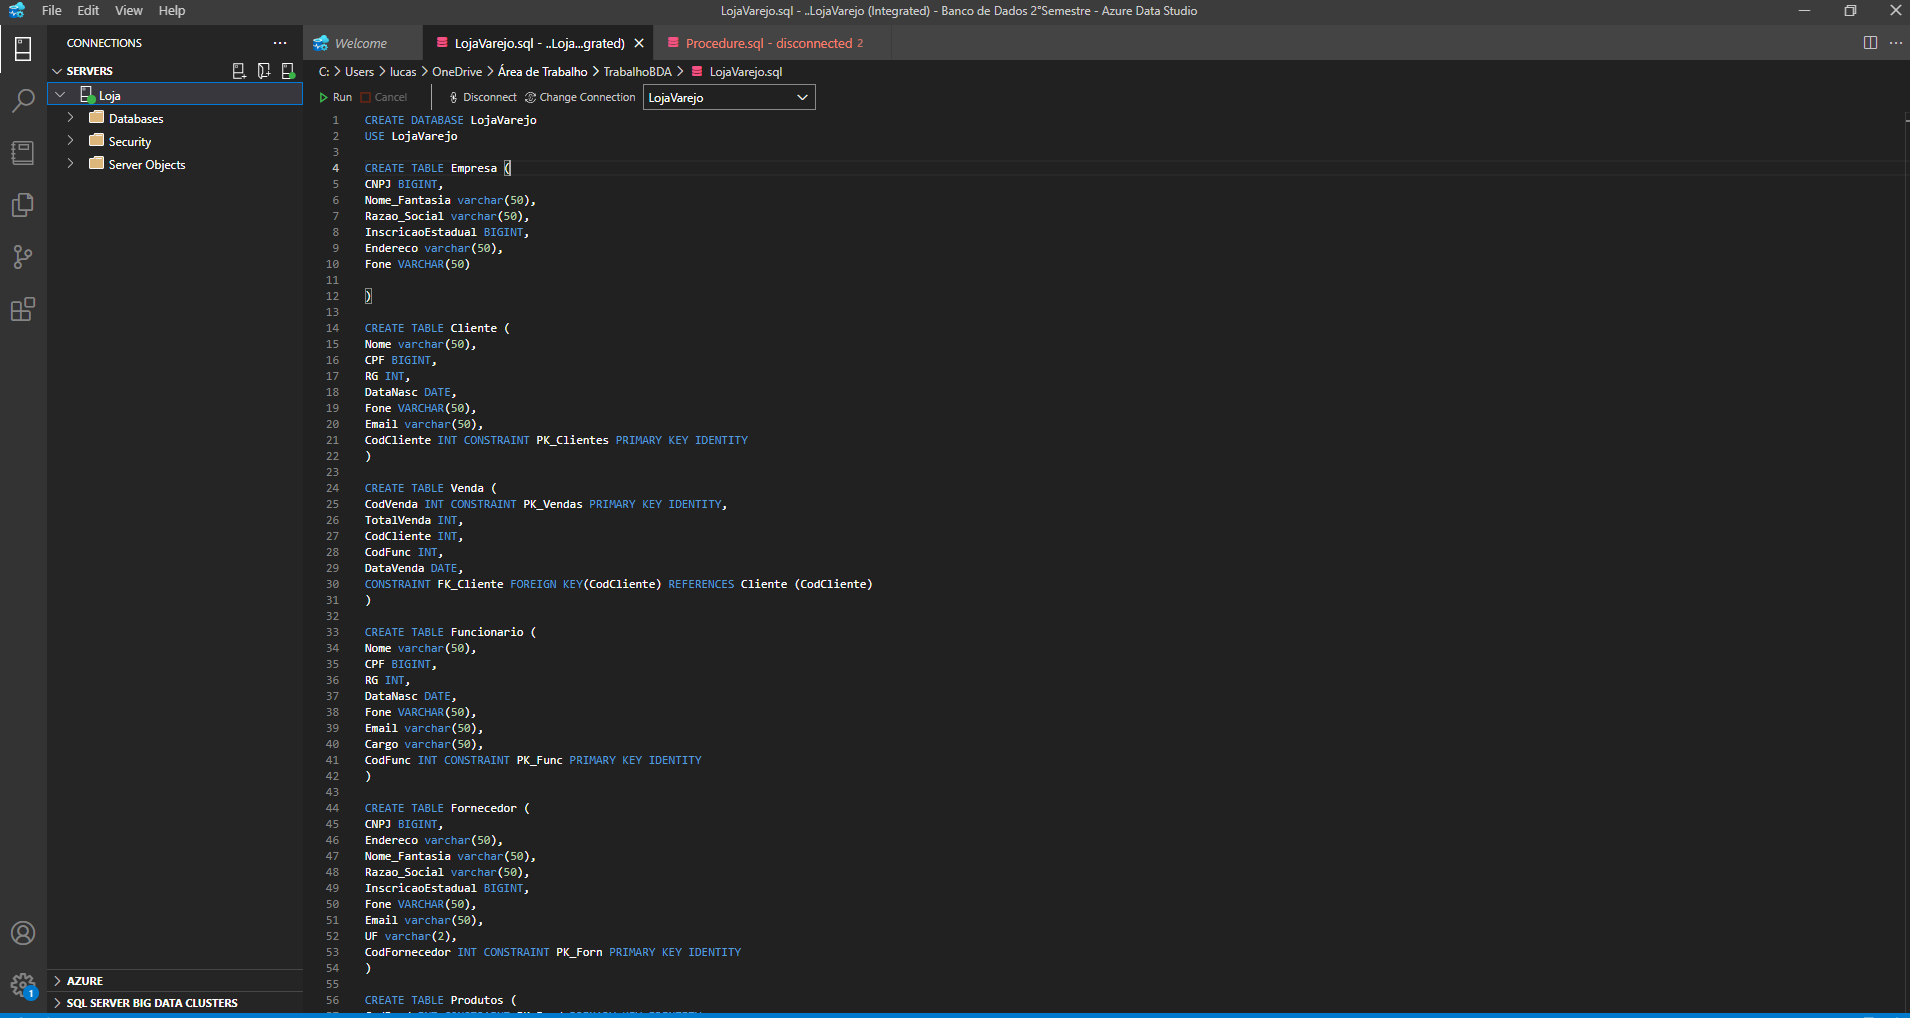 File Edit View Help LojaVarejo.sql - ..LojaVarejo (Integrated) - Banco de Dados 2°Semestre - Azure Data Studio
CONNECTIONS
SERVERS
Loja
Databases
Security
Server Objects
AZURE
SQL SERVER BIG DATA CLUSTERS
1
Welcome LojaVarejo.sql - ..Loja...grated) Procedure.sql - disconnected 2
C: > Users > lucas > OneDrive > Área de Trabalho > TrabalhoBDA > LojaVarejo.sql
Run Cancel Disconnect Change Connection LojaVarejo
1 CREATE DATABASE LojaVarejo
2 USE LojaVarejo
3
4 CREATE TABLE Empresa (
5 CNPJ BIGINT,
6 Nome_Fantasia varchar(50),
7 Razao_Social varchar(50),
8 InscricaoEstadual BIGINT,
9 Endereco varchar(50),
10 Fone VARCHAR(50)
11
12 )
13
14 CREATE TABLE Cliente (
15 Nome varchar(50),
16 CPF BIGINT,
17 RG INT,
18 DataNasc DATE,
19 Fone VARCHAR(50),
20 Email varchar(50),
21 CodCliente INT CONSTRAINT PK_Clientes PRIMARY KEY IDENTITY
22 )
23
24 CREATE TABLE Venda (
25 CodVenda INT CONSTRAINT PK_Vendas PRIMARY KEY IDENTITY,
26 TotalVenda INT,
27 CodCliente INT,
28 CodFunc INT,
29 DataVenda DATE,
30 CONSTRAINT FK_Cliente FOREIGN KEY(CodCliente) REFERENCES Cliente (CodCliente)
31 )
32
33 CREATE TABLE Funcionario (
34 Nome varchar(50),
35 CPF BIGINT,
36 RG INT,
37 DataNasc DATE,
38 Fone VARCHAR(50),
39 Email varchar(50),
40 Cargo varchar(50),
41 CodFunc INT CONSTRAINT PK_Func PRIMARY KEY IDENTITY
42 )
43
44 CREATE TABLE Fornecedor (
45 CNPJ BIGINT,
46 Endereco varchar(50),
47 Nome_Fantasia varchar(50),
48 Razao_Social varchar(50),
49 InscricaoEstadual BIGINT,
50 Fone VARCHAR(50),
51 Email varchar(50),
52 UF varchar(2),
53 CodFornecedor INT CONSTRAINT PK_Forn PRIMARY KEY IDENTITY
54 )
55
56 CREATE TABLE Produtos (